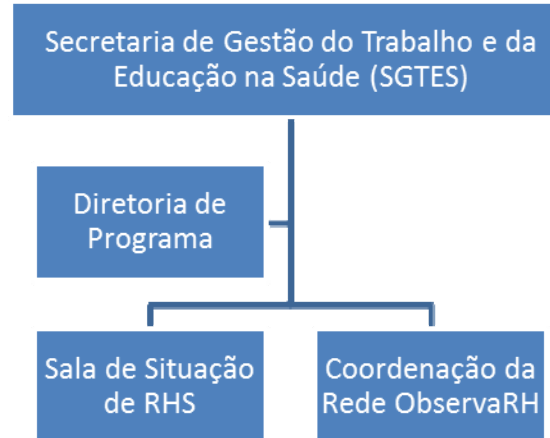 Secretaria de Gestão do Trabalho e da
Educação na Saúde (SGTES)
Diretoria de
Programa
Sala de Situação
de RHS
Coordenação da
Rede ObservaRH